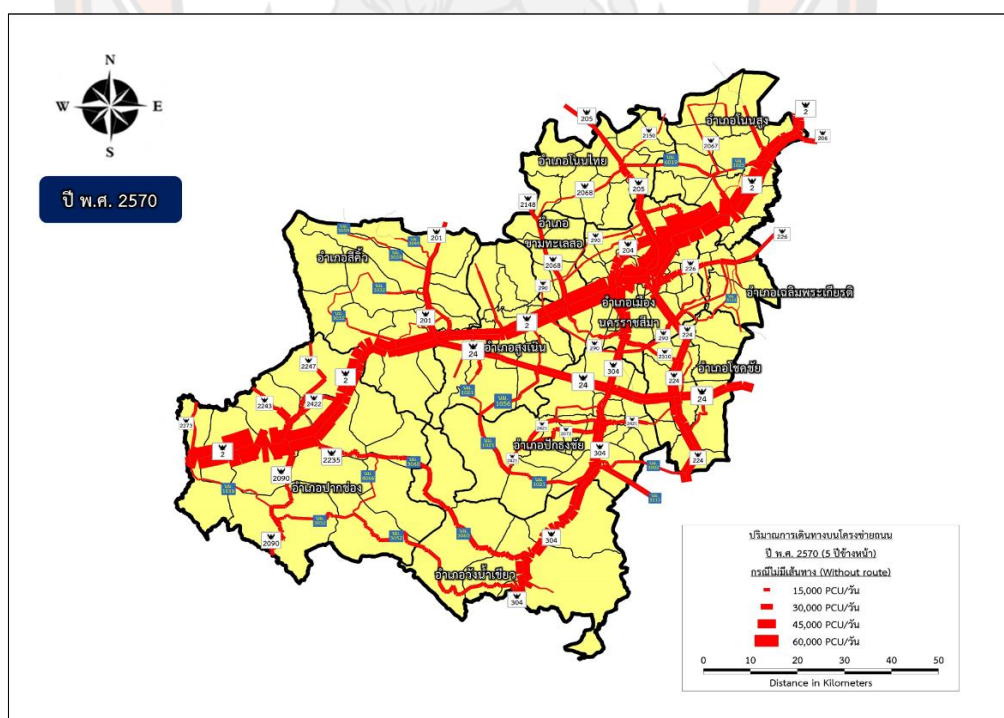 N
W E
S
ปี พ.ศ. 2570
2
206
205
อำเภอโนนสูง
2150
2067
อำเภอโนนไทย
2068
205
2
2148
อำเภอ
ขามทะเลสอ
290
204
226
201
อำเภอสีคิ้ว
2068
226
290
อำเภอเฉลิมพระเกียรติ
อำเภอเมือง
นครราชสีมา
201
2
224
290
อำเภอสูงเนิน
24
290
2310
2247
304
อำเภอโชคชัย
2
24
224
24
2243
2422
นม.
1056
2273
2421
อำเภอปักธงชัย
2
2235
304
224
2090
อำเภอปากช่อง
2090
304
อำเภอวังน้ำเขียว
304
ปริมาณการเดินทางบนโครงข่ายถนน
ปี พ.ศ. 2570 (5 ปีข้างหน้า)
กรณีไม่มีเส้นทาง (Without route)
15,000 PCU/วัน
30,000 PCU/วัน
45,000 PCU/วัน
60,000 PCU/วัน
0 10 20 30 40 50
Distance in Kilometers